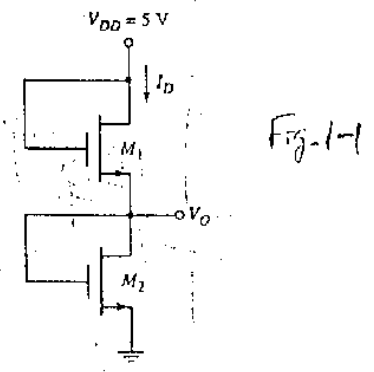 V_DD = 5 V
I_D
M_1
Fig. 1-1
V_O
M_2